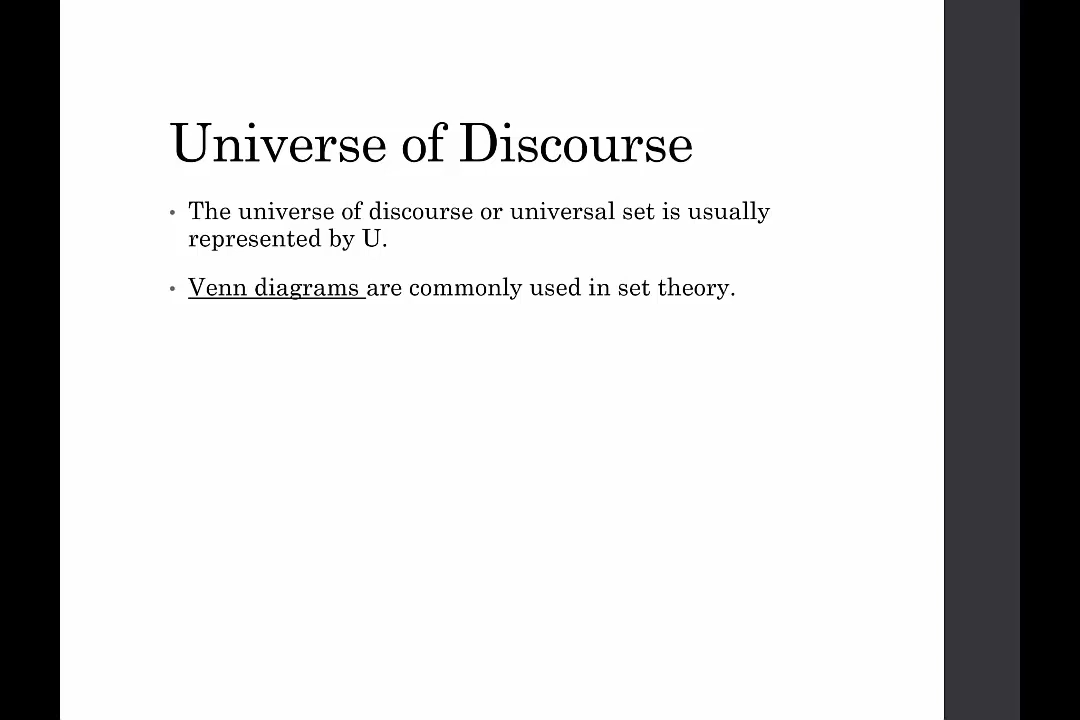 Universe of Discourse
• The universe of discourse or universal set is usually
represented by U.
• Venn diagrams are commonly used in set theory.